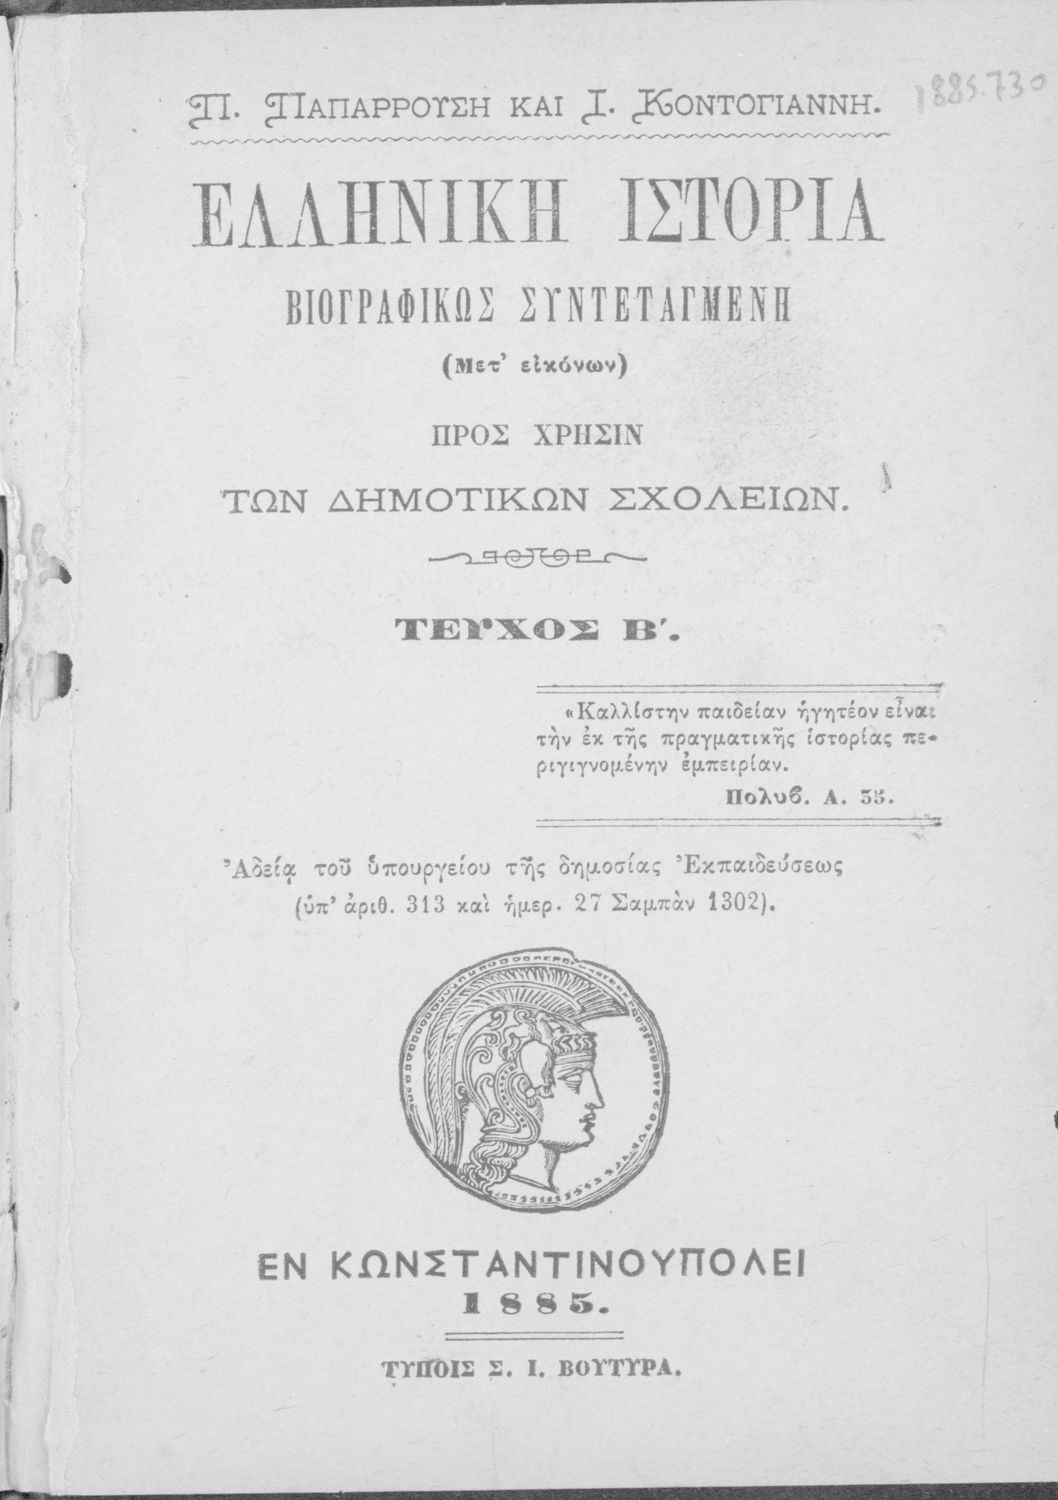 1885.730
Π. ΠΑΠΑΡΡΟΥΣΗ ΚΑΙ Ι. ΚΟΝΤΟΓΙΑΝΝΗ.
ΕΛΛΗΝΙΚΗ ΙΣΤΟΡΙΑ
ΒΙΟΓΡΑΦΙΚΩΣ ΣΥΝΤΕΤΑΓΜΕΝΗ
(Μετ’ εἰκόνων)
ΠΡΟΣ ΧΡΗΣΙΝ
ΤΩΝ ΔΗΜΟΤΙΚΩΝ ΣΧΟΛΕΙΩΝ.
ΤΕΥΧΟΣ Β΄.
«Καλλίστην παιδείαν ἡγητέον εἶναι
τὴν ἐκ τῆς πραγματικῆς ἱστορίας πε-
ριγιγνομένην ἐμπειρίαν.
Πολυβ. Α. 35.
Ἀδείᾳ τοῦ ὑπουργείου τῆς δημοσίας Ἐκπαιδεύσεως
(ὑπ’ ἀριθ. 313 καὶ ἡμερ. 27 Σαμπὰν 1302).
ΕΝ ΚΩΝΣΤΑΝΤΙΝΟΥΠΟΛΕΙ
1885.
ΤΥΠΟΙΣ Σ. Ι. ΒΟΥΤΥΡΑ.